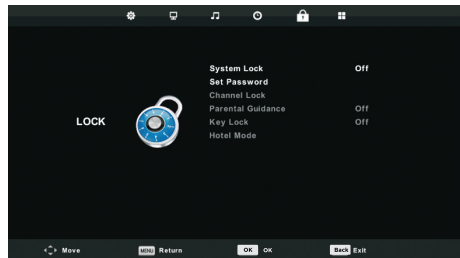 System Lock Off
Set Password
Channel Lock
Parental Guidance Off
LOCK
Key Lock Off
Hotel Mode
Move MENU Return OK OK Back Exit